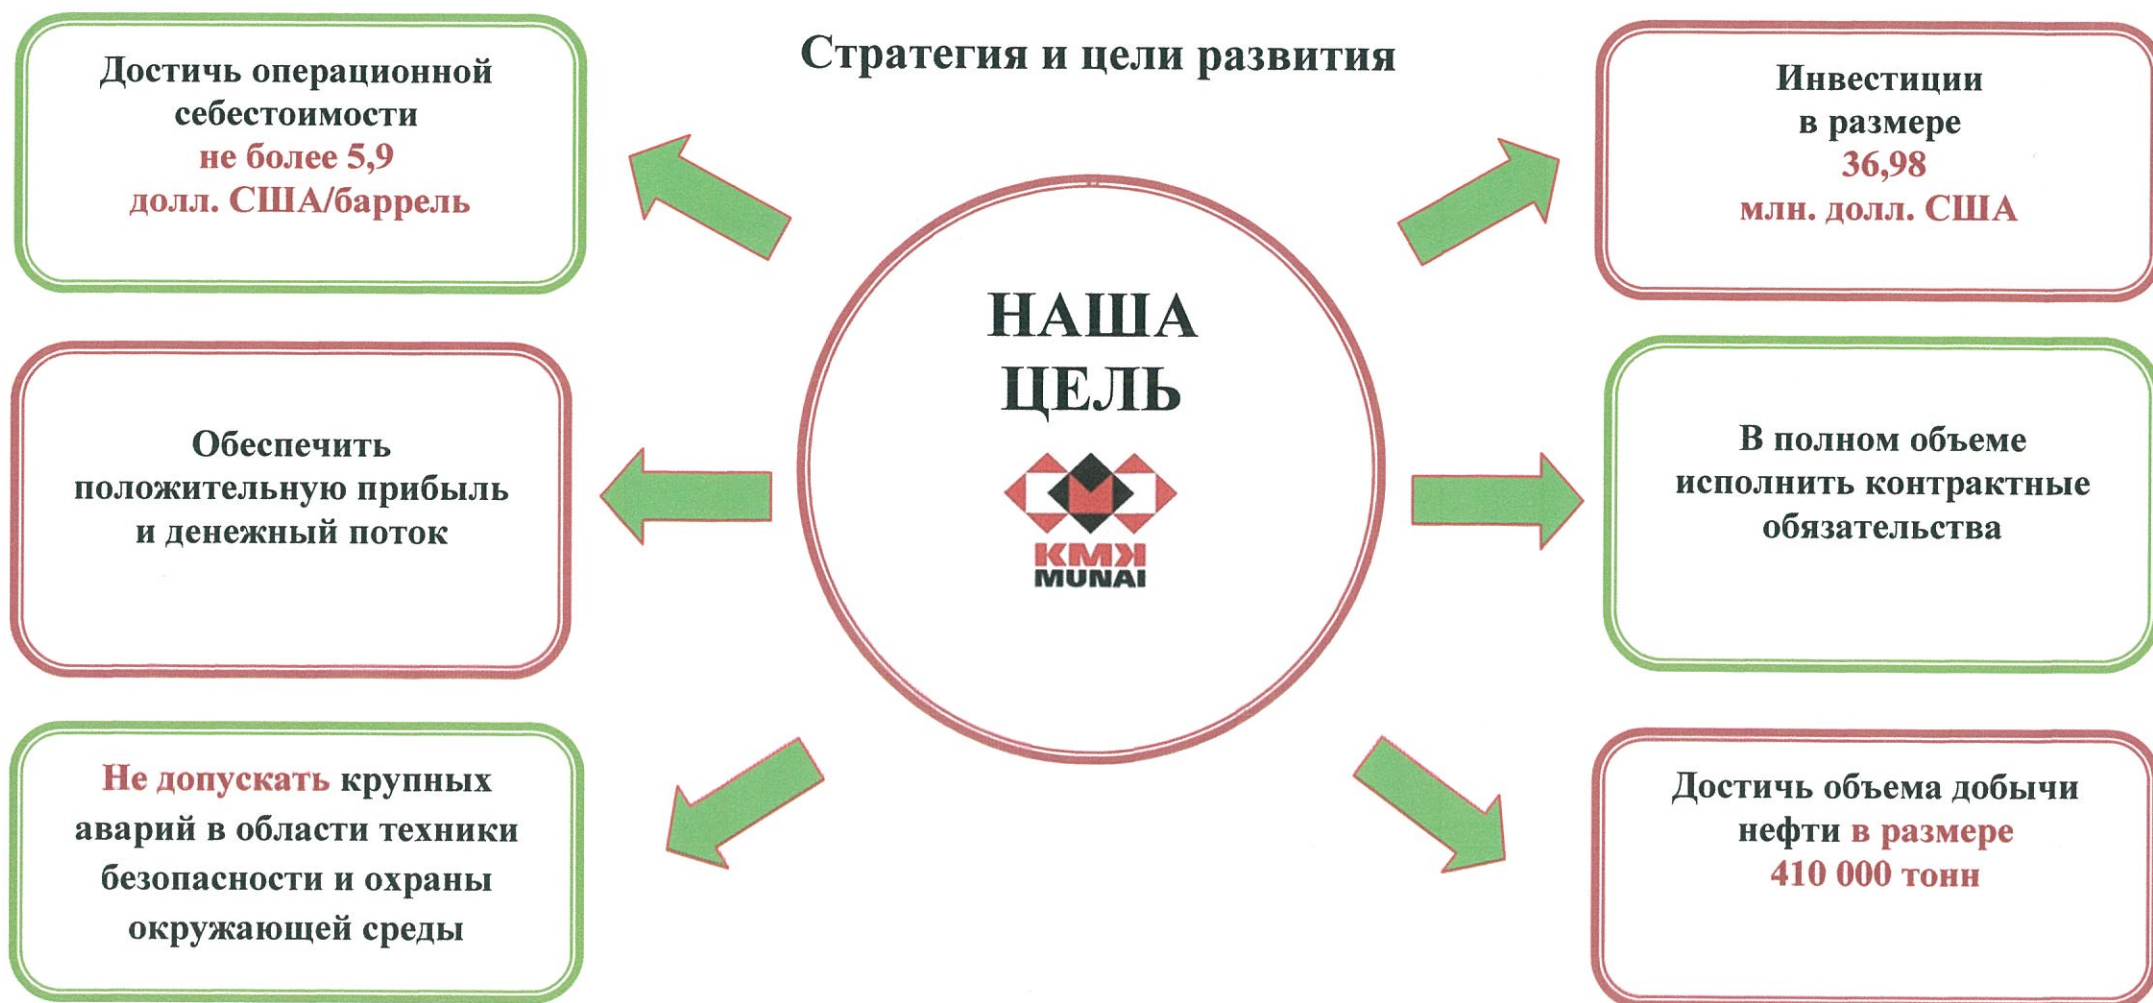 Стратегия и цели развития
Достичь операционной
себестоимости
не более 5,9
долл. США/баррель
Обеспечить
положительную прибыль
и денежный поток
Не допускать крупных
аварий в области техники
безопасности и охраны
окружающей среды
НАША
ЦЕЛЬ
KMK
MUNAI
Инвестиции
в размере
36,98
млн. долл. США
В полном объеме
исполнить контрактные
обязательства
Достичь объема добычи
нефти в размере
410 000 тонн